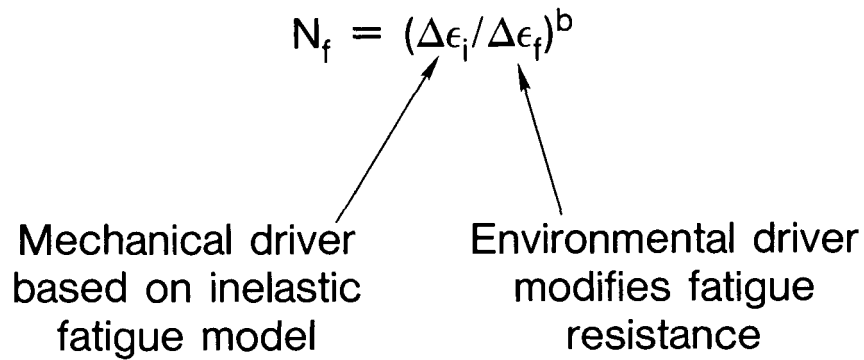 N_f = (Δϵ_i/Δϵ_f)^b
Mechanical driver
based on inelastic
fatigue model
Environmental driver
modifies fatigue
resistance